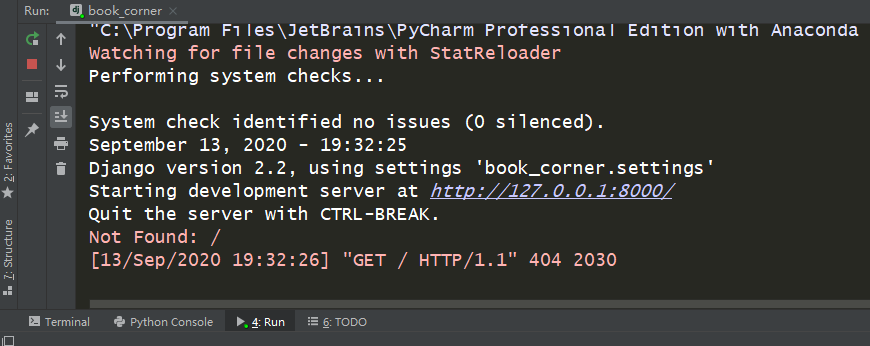 Run: book_corner
"C:\Program Files\JetBrains\PyCharm Professional Edition with Anaconda
Watching for file changes with StatReloader
Performing system checks...
System check identified no issues (0 silenced).
September 13, 2020 - 19:32:25
Django version 2.2, using settings 'book_corner.settings'
Starting development server at http://127.0.0.1:8000/
Quit the server with CTRL-BREAK.
Not Found: /
[13/Sep/2020 19:32:26] "GET / HTTP/1.1" 404 2030
2: Favorites
7: Structure
Terminal Python Console 4: Run 6: TODO